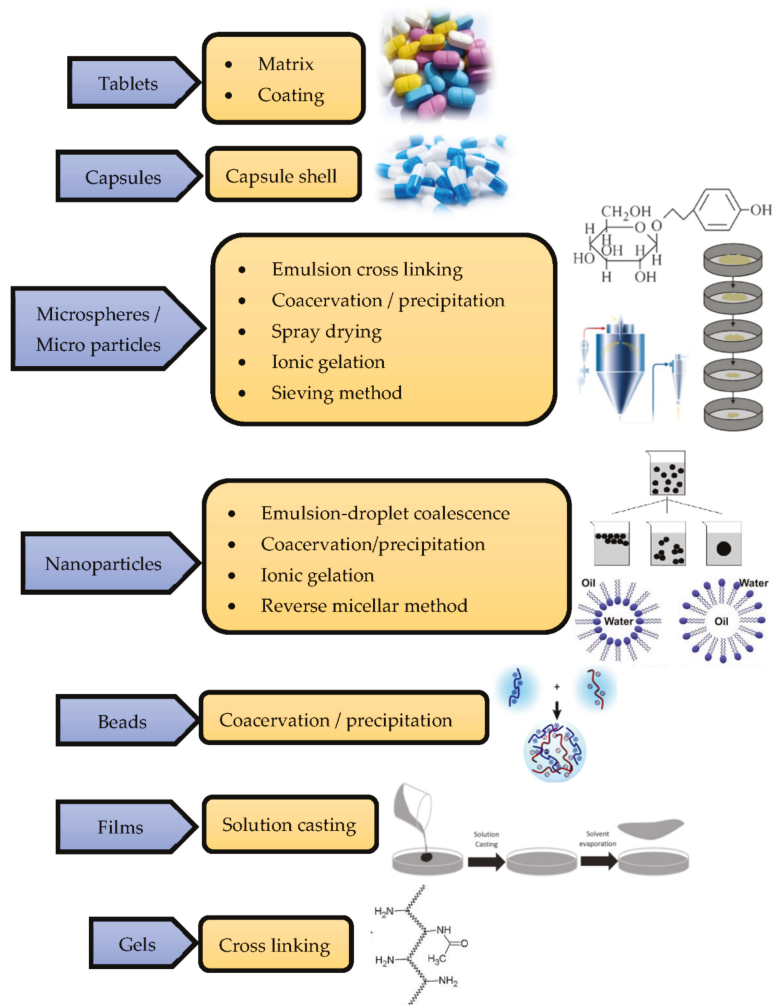 Tablets
• Matrix
• Coating
Capsules
Capsule shell
Microspheres /
Micro particles
• Emulsion cross linking
• Coacervation / precipitation
• Spray drying
• Ionic gelation
• Sieving method
CH₂OH
OH
H
H
O
H
O
H
OH
H
HO
H
OH
Nanoparticles
• Emulsion-droplet coalescence
• Coacervation/precipitation
• Ionic gelation
• Reverse micellar method
Oil
Water
Water
Oil
Beads
Coacervation / precipitation
+
Films
Solution casting
Solution
Casting
Solvent
evaporation
Gels
Cross linking
H₂N
NH
O
H₃C
H₂N
NH₂